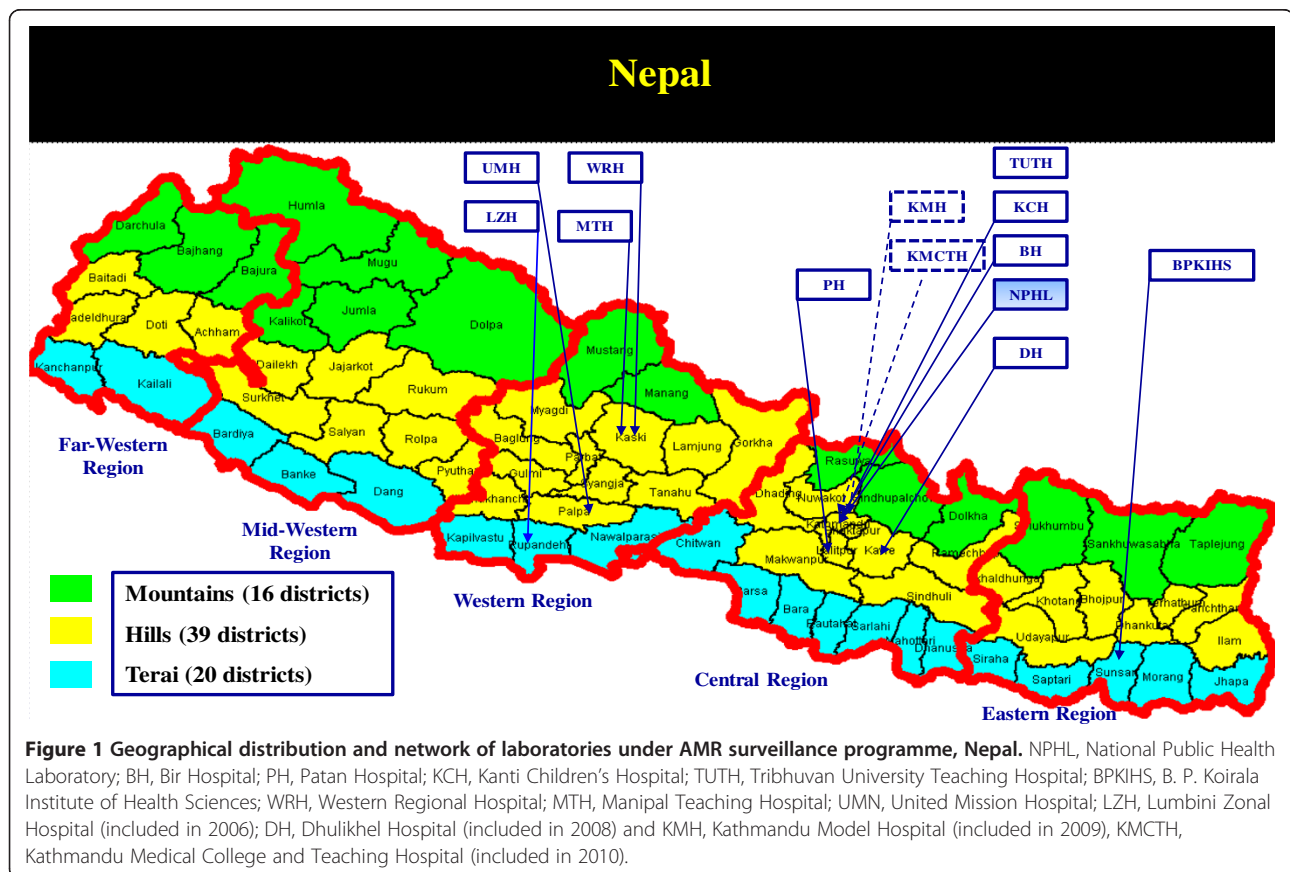 Nepal
UMH
WRH
TUTH
LZH
MTH
KMH
KCH
KMCTH
BH
BPKIHS
PH
NPHL
DH
Humla
Darchula
Bajhang
Mugu
Bajura
Baitadi
Jumla
Dolpa
Kalikot
adeldhura
Doti
Achham
Mustang
Dailekh
Jajarkot
Kanchanpur
Kailali
Rukum
Manang
Surkhet
Myagdi
Salyan
Rolpa
Baglung
Kaski
Lamjung
Gorkha
Bardiya
Parbat
Far-Western
Region
Pyuthan
Gulmi
Syangja
Rasuwa
Banke
Dang
khanchi
Tanahu
Dhading
Nuwakot
Sindhupalcho
Palpa
Dolkha
Kathmandu
Bhaktapur
Solukhumbu
Mid-Western
Region
Kapilvastu
Rupandehi
Nawalparasi
Chitwan
Makwanpur
Lalitpur
Kavre
Ramechhap
Sankhuwasabha
Taplejung
khaldhunga
Khotang
Bhojpur
Terhathum
Panchthar
Western Region
Sindhuli
Parsa
Bara
Rautahat
Sarlahi
Mahottari
Dhanusha
Dhankuta
Ilam
Udayapur
Siraha
Saptari
Sunsari
Morang
Jhapa
Central Region
Eastern Region
Mountains (16 districts)
Hills (39 districts)
Terai (20 districts)
Figure 1 Geographical distribution and network of laboratories under AMR surveillance programme, Nepal. NPHL, National Public Health
Laboratory; BH, Bir Hospital; PH, Patan Hospital; KCH, Kanti Children's Hospital; TUTH, Tribhuvan University Teaching Hospital; BPKIHS, B. P. Koirala
Institute of Health Sciences; WRH, Western Regional Hospital; MTH, Manipal Teaching Hospital; UMN, United Mission Hospital; LZH, Lumbini Zonal
Hospital (included in 2006); DH, Dhulikhel Hospital (included in 2008) and KMH, Kathmandu Model Hospital (included in 2009), KMCTH,
Kathmandu Medical College and Teaching Hospital (included in 2010).